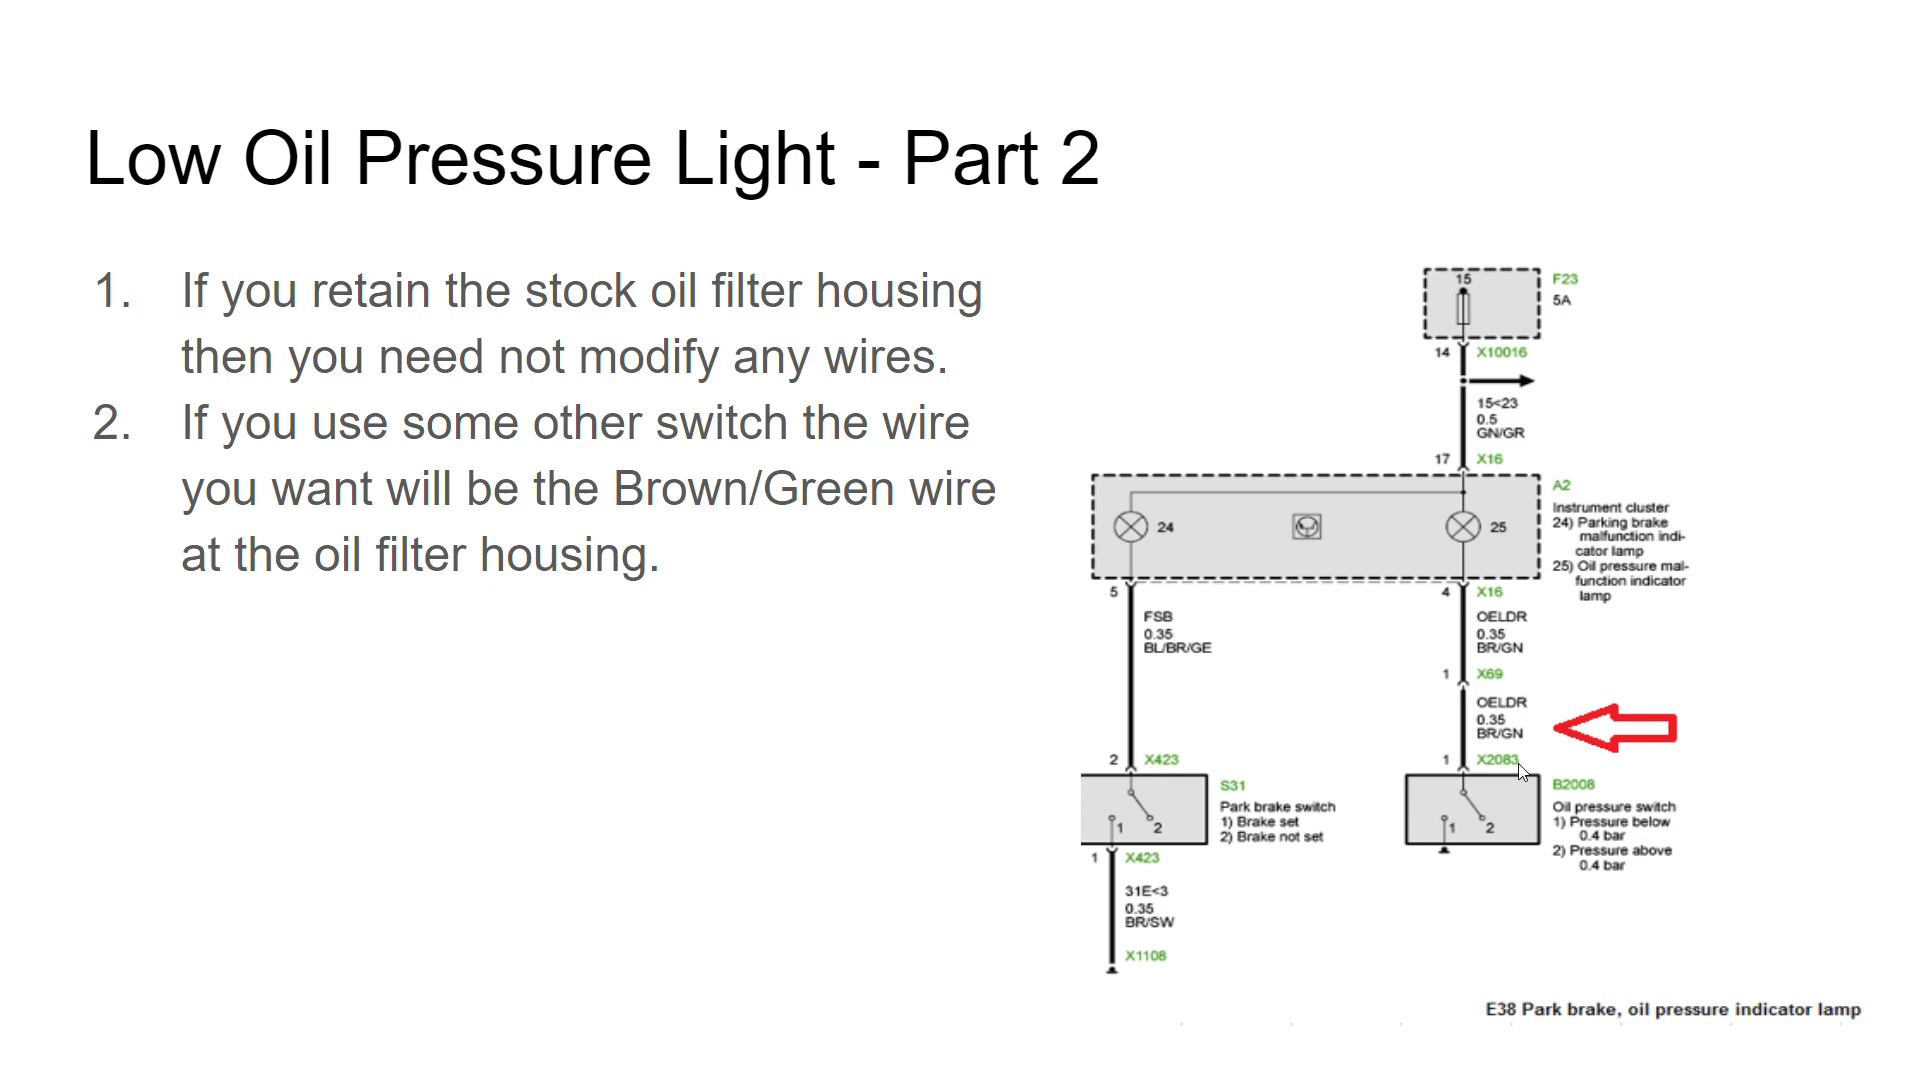 Low Oil Pressure Light - Part 2
1. If you retain the stock oil filter housing
then you need not modify any wires.
2. If you use some other switch the wire
you want will be the Brown/Green wire
at the oil filter housing.
15
F23
5A
14 X10016
15<23
0.5
GN/GR
17 X16
A2
Instrument cluster
24) Parking brake
malfunction indi-
cator lamp
25) Oil pressure mal-
function indicator
lamp
24
25
5
4 X16
FSB
0.35
BL/BR/GE
OELDR
0.35
BR/GN
1 X69
OELDR
0.35
BR/GN
2 X423
1 X2083
S31
Park brake switch
1) Brake set
2) Brake not set
1 2
B2008
Oil pressure switch
1) Pressure below
0.4 bar
2) Pressure above
0.4 bar
1 2
1 X423
31E<3
0.35
BR/SW
X1108
E38 Park brake, oil pressure indicator lamp